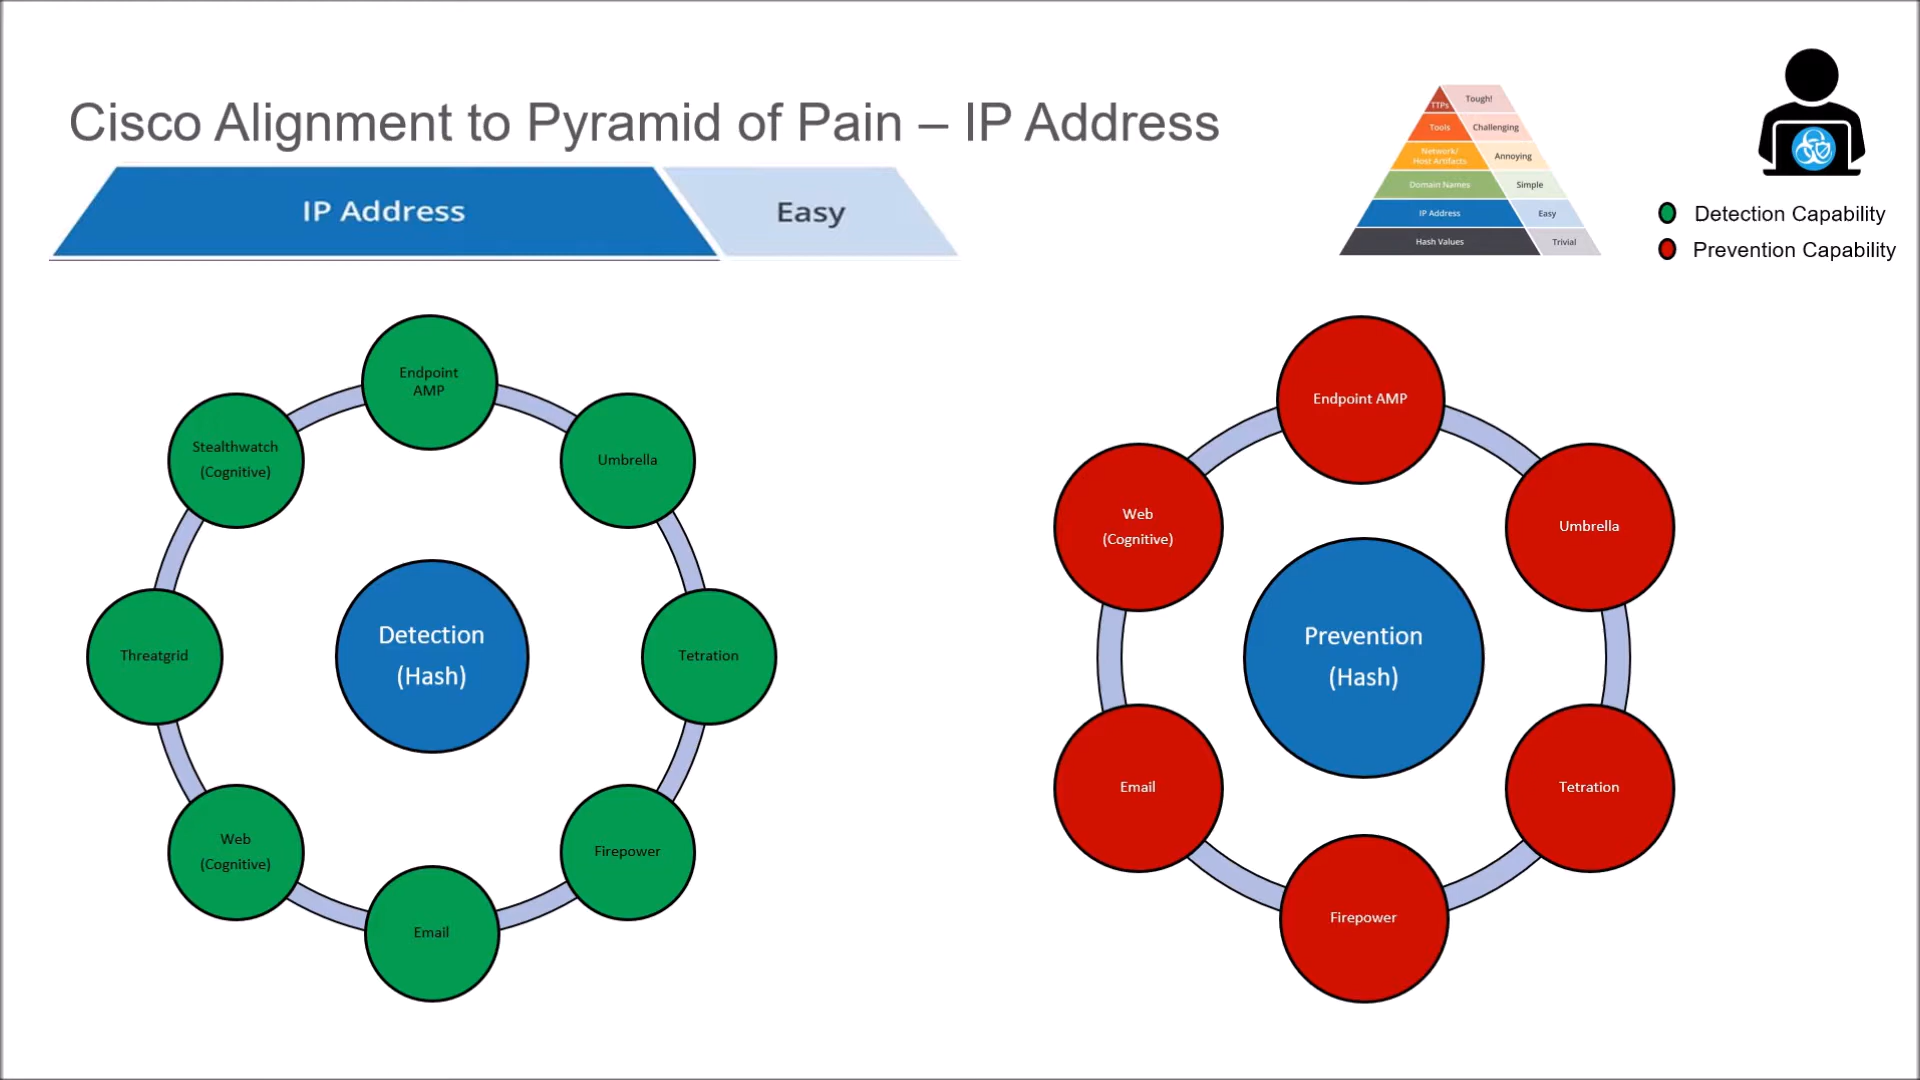 Cisco Alignment to Pyramid of Pain – IP Address
IP Address
Easy
TTPs
Tough!
Tools
Challenging
Network/
Host Artifacts
Annoying
Domain Names
Simple
IP Address
Easy
Hash Values
Trivial
Detection Capability
Prevention Capability
Endpoint
AMP
Stealthwatch
(Cognitive)
Umbrella
Threatgrid
Detection
(Hash)
Tetration
Web
(Cognitive)
Firepower
Email
Endpoint AMP
Web
(Cognitive)
Umbrella
Prevention
(Hash)
Email
Tetration
Firepower